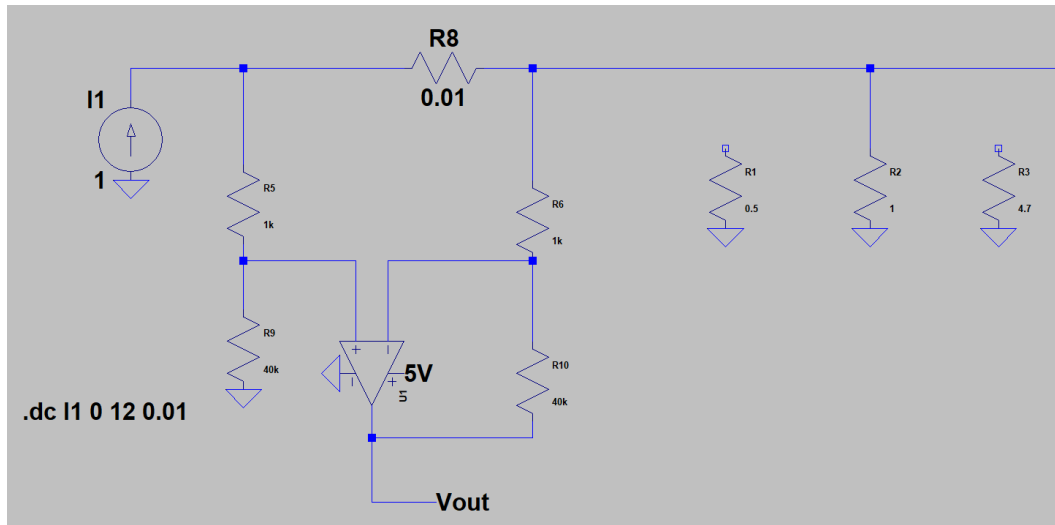 R8
0.01
I1
1
R5
1k
R6
1k
R1
0.5
R2
1
R3
4.7
R9
40k
+
5V
+
U1
R10
40k
.dc I1 0 12 0.01
Vout